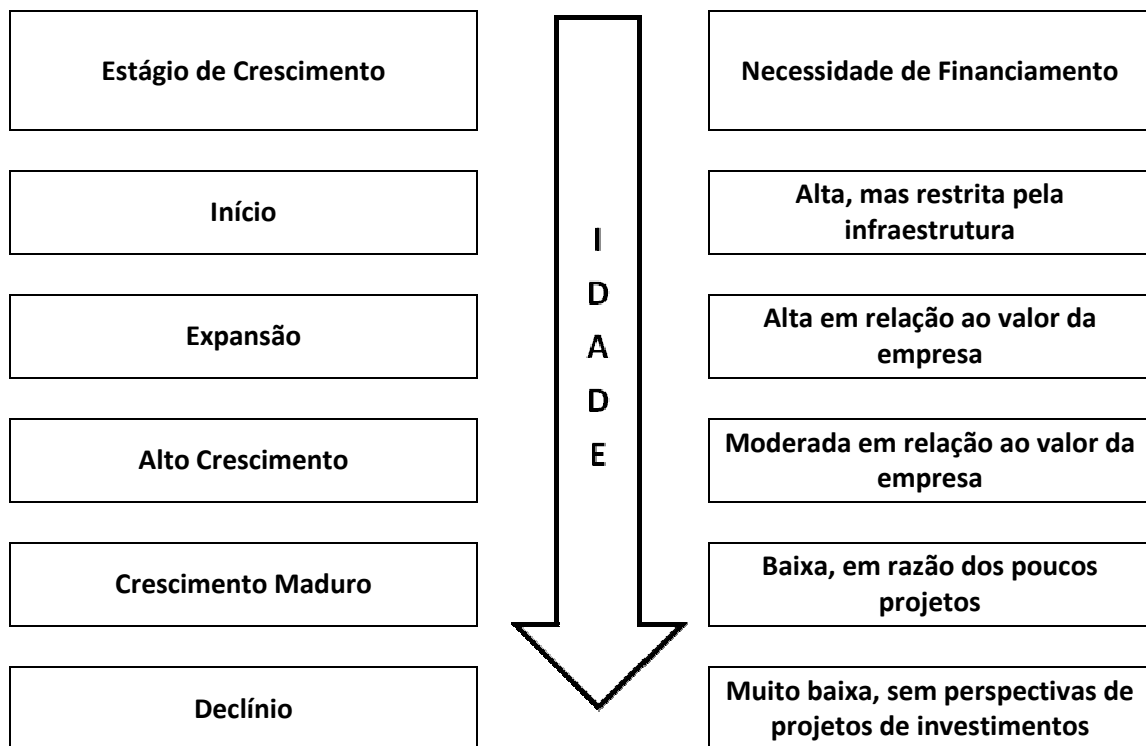 Estágio de Crescimento
Necessidade de Financiamento
Início
Alta, mas restrita pela
infraestrutura
Expansão
Alta em relação ao valor da
empresa
Alto Crescimento
Moderada em relação ao valor da
empresa
Crescimento Maduro
Baixa, em razão dos poucos
projetos
Declínio
Muito baixa, sem perspectivas de
projetos de investimentos
I
D
A
D
E